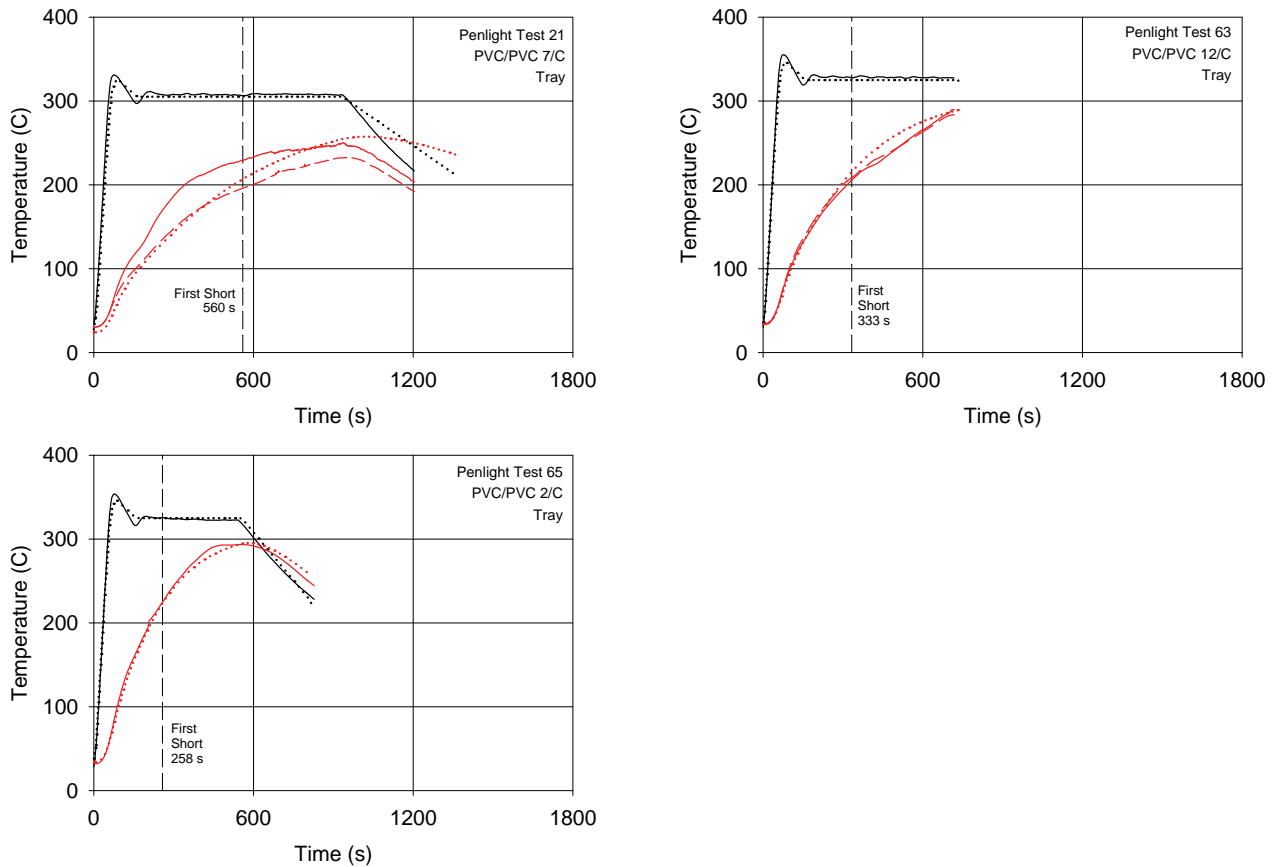 Penlight Test 21
PVC/PVC 7/C
Tray
Temperature (C)
400
300
200
100
0
First Short
560 s
0 600 1200 1800
Time (s)
Penlight Test 63
PVC/PVC 12/C
Tray
Temperature (C)
400
300
200
100
0
First
Short
333 s
0 600 1200 1800
Time (s)
Penlight Test 65
PVC/PVC 2/C
Tray
Temperature (C)
400
300
200
100
0
First
Short
258 s
0 600 1200 1800
Time (s)